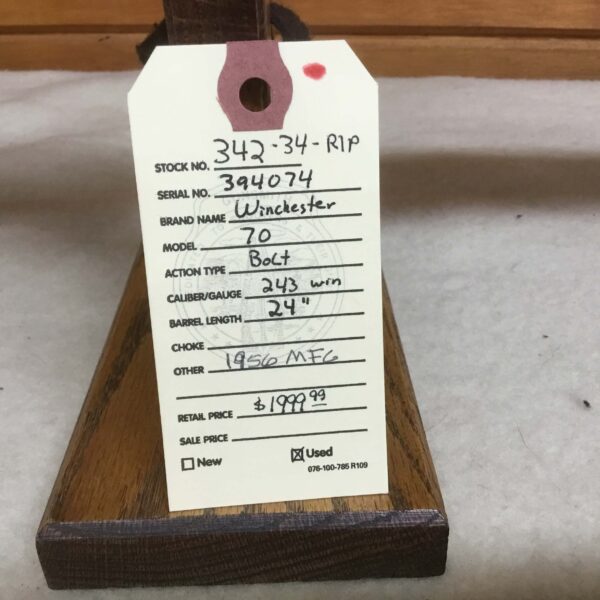 STOCK NO. 342-34-R1P
SERIAL NO. 394074
BRAND NAME Winchester
MODEL 70
ACTION TYPE Bolt
CALIBER/GAUGE 243 win
BARREL LENGTH 24"
CHOKE
OTHER 1956 MFG
RETAIL PRICE $1999.99
SALE PRICE
New Used
076-100-785 R109